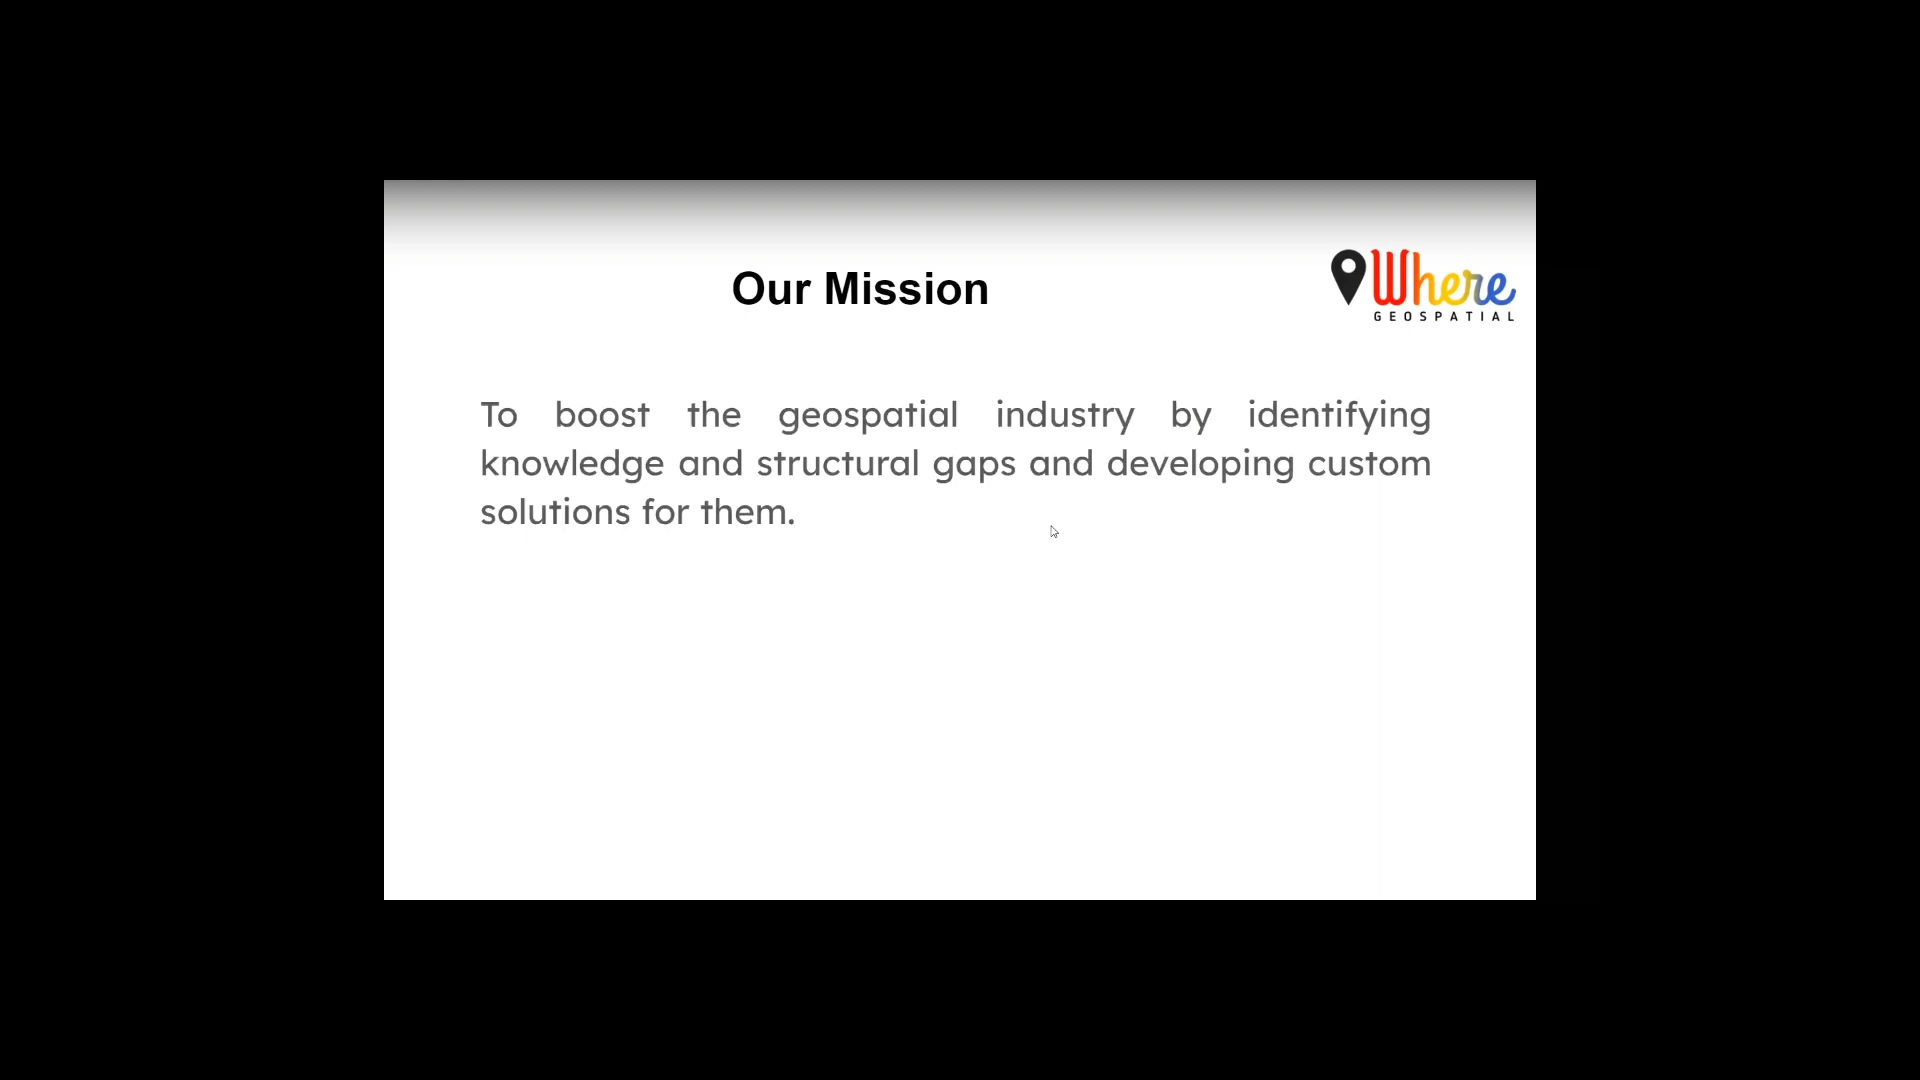 Our Mission
Where
GEOSPATIAL
To boost the geospatial industry by identifying
knowledge and structural gaps and developing custom
solutions for them.